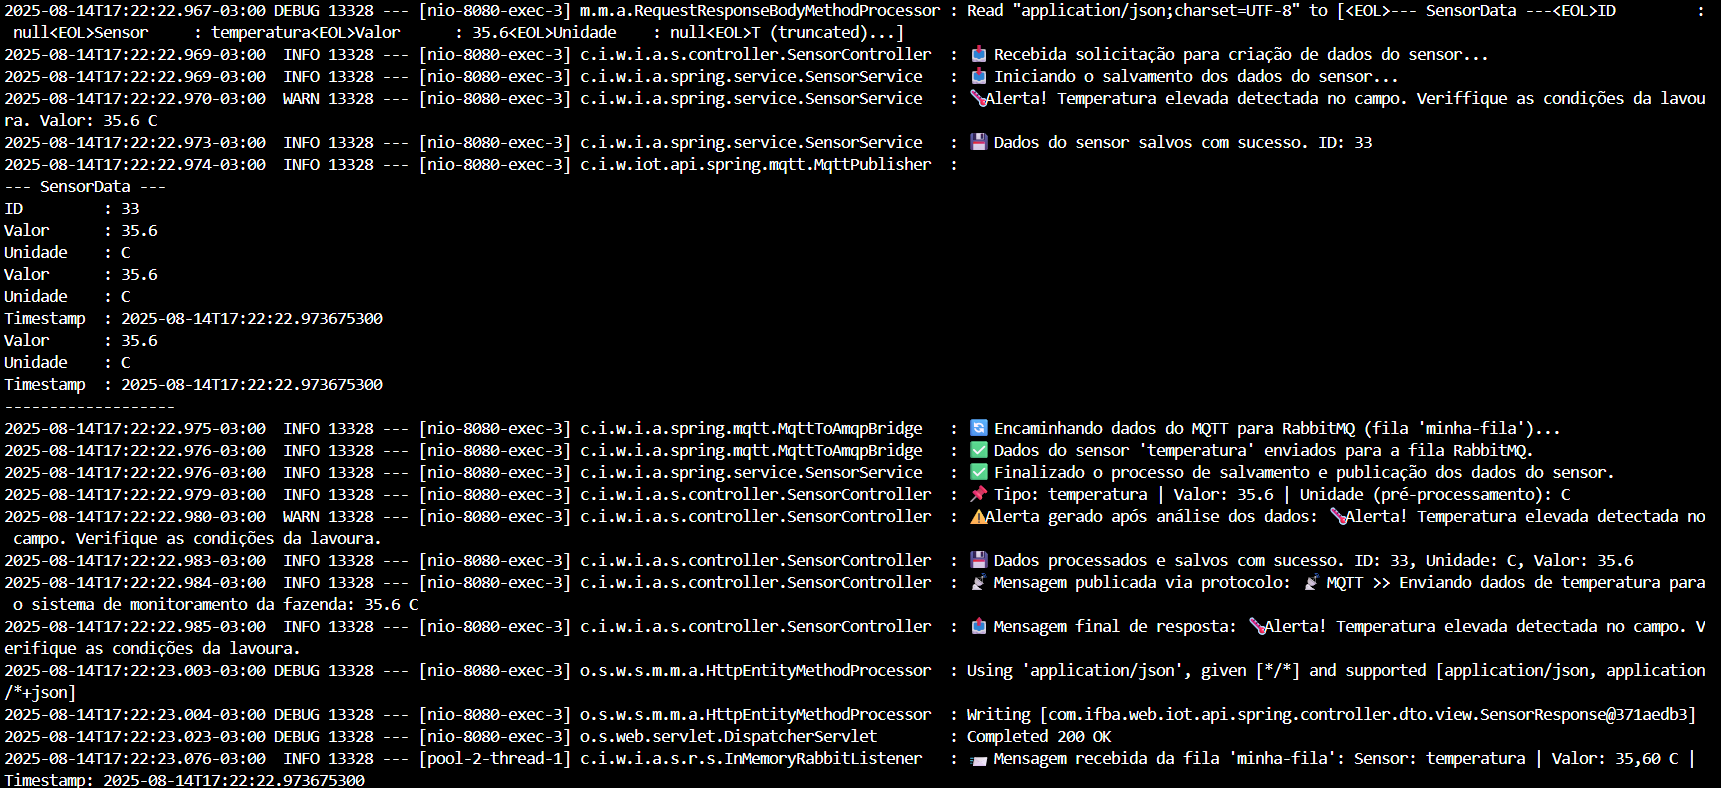 2025-08-14T17:22:22.967-03:00 DEBUG 13328 --- [nio-8080-exec-3] m.m.a.RequestResponseBodyMethodProcessor : Read "application/json;charset=UTF-8" to [<EOL>--- SensorData ---<EOL>ID         :
 null<EOL>Sensor     : temperatura<EOL>Valor      : 35.6<EOL>Unidade    : null<EOL>T (truncated)...]
2025-08-14T17:22:22.969-03:00  INFO 13328 --- [nio-8080-exec-3] c.i.w.i.a.s.controller.SensorController  : 📥 Recebida solicitação para criação de dados do sensor...
2025-08-14T17:22:22.969-03:00  INFO 13328 --- [nio-8080-exec-3] c.i.w.i.a.spring.service.SensorService   : 📥 Iniciando o salvamento dos dados do sensor...
2025-08-14T17:22:22.970-03:00  WARN 13328 --- [nio-8080-exec-3] c.i.w.i.a.spring.service.SensorService   : 🌡️Alerta! Temperatura elevada detectada no campo. Veriffique as condições da lavou
ra. Valor: 35.6 C
2025-08-14T17:22:22.973-03:00  INFO 13328 --- [nio-8080-exec-3] c.i.w.i.a.spring.service.SensorService   : 💾 Dados do sensor salvos com sucesso. ID: 33
2025-08-14T17:22:22.974-03:00  INFO 13328 --- [nio-8080-exec-3] c.i.w.iot.api.spring.mqtt.MqttPublisher  :
--- SensorData ---
ID         : 33
Valor      : 35.6
Unidade    : C
Valor      : 35.6
Unidade    : C
Timestamp  : 2025-08-14T17:22:22.973675300
Valor      : 35.6
Unidade    : C
Timestamp  : 2025-08-14T17:22:22.973675300
-------------------
2025-08-14T17:22:22.975-03:00  INFO 13328 --- [nio-8080-exec-3] c.i.w.i.a.spring.mqtt.MqttToAmqpBridge   : 🔄 Encaminhando dados do MQTT para RabbitMQ (fila 'minha-fila')...
2025-08-14T17:22:22.976-03:00  INFO 13328 --- [nio-8080-exec-3] c.i.w.i.a.spring.mqtt.MqttToAmqpBridge   : ✅ Dados do sensor 'temperatura' enviados para a fila RabbitMQ.
2025-08-14T17:22:22.976-03:00  INFO 13328 --- [nio-8080-exec-3] c.i.w.i.a.spring.service.SensorService   : ✅ Finalizado o processo de salvamento e publicação dos dados do sensor.
2025-08-14T17:22:22.979-03:00  INFO 13328 --- [nio-8080-exec-3] c.i.w.i.a.s.controller.SensorController  : 📌 Tipo: temperatura | Valor: 35.6 | Unidade (pré-processamento): C
2025-08-14T17:22:22.980-03:00  WARN 13328 --- [nio-8080-exec-3] c.i.w.i.a.s.controller.SensorController  : ⚠️Alerta gerado após análise dos dados: 🌡️Alerta! Temperatura elevada detectada no
 campo. Verifique as condições da lavoura.
2025-08-14T17:22:22.983-03:00  INFO 13328 --- [nio-8080-exec-3] c.i.w.i.a.s.controller.SensorController  : 💾 Dados processados e salvos com sucesso. ID: 33, Unidade: C, Valor: 35.6
2025-08-14T17:22:22.984-03:00  INFO 13328 --- [nio-8080-exec-3] c.i.w.i.a.s.controller.SensorController  : 📡 Mensagem publicada via protocolo: 📡 MQTT >> Enviando dados de temperatura para
 o sistema de monitoramento da fazenda: 35.6 C
2025-08-14T17:22:22.985-03:00  INFO 13328 --- [nio-8080-exec-3] c.i.w.i.a.s.controller.SensorController  : 📤 Mensagem final de resposta: 🌡️Alerta! Temperatura elevada detectada no campo. V
erifique as condições da lavoura.
2025-08-14T17:22:23.003-03:00 DEBUG 13328 --- [nio-8080-exec-3] o.s.w.s.m.m.a.HttpEntityMethodProcessor  : Using 'application/json', given [*/*] and supported [application/json, application
/*+json]
2025-08-14T17:22:23.004-03:00 DEBUG 13328 --- [nio-8080-exec-3] o.s.w.s.m.m.a.HttpEntityMethodProcessor  : Writing [com.ifba.web.iot.api.spring.controller.dto.view.SensorResponse@371aedb3]
2025-08-14T17:22:23.023-03:00 DEBUG 13328 --- [nio-8080-exec-3] o.s.web.servlet.DispatcherServlet        : Completed 200 OK
2025-08-14T17:22:23.076-03:00  INFO 13328 --- [pool-2-thread-1] c.i.w.i.a.s.r.s.InMemoryRabbitListener   : 📨 Mensagem recebida da fila 'minha-fila': Sensor: temperatura | Valor: 35,60 C |
Timestamp: 2025-08-14T17:22:22.973675300